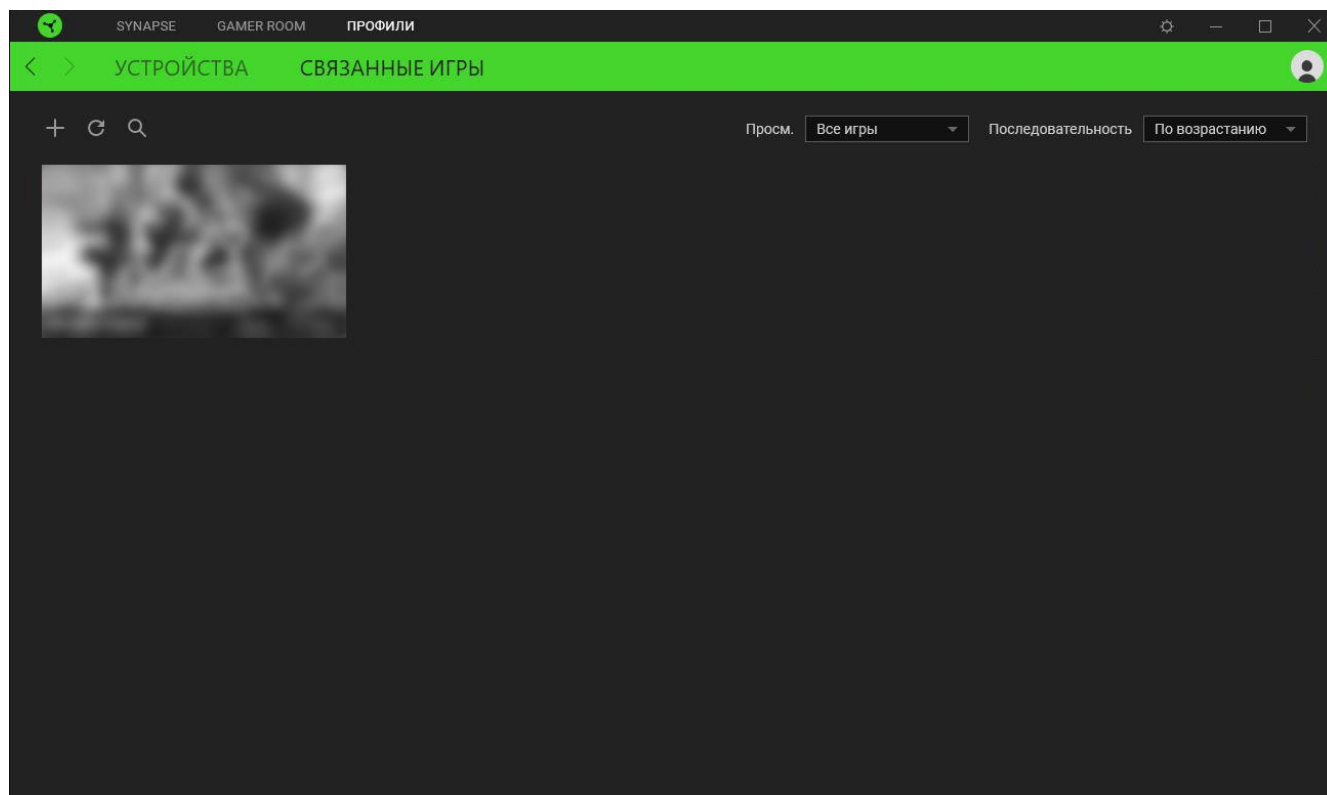 SYNAPSE GAMER ROOM ПРОФИЛИ
УСТРОЙСТВА СВЯЗАННЫЕ ИГРЫ
Просм. Все игры Последовательность По возрастанию